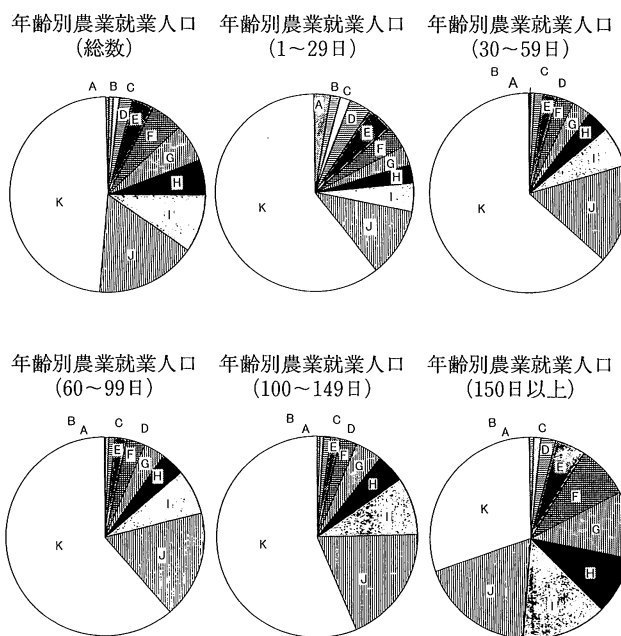 年齢別農業就業人口
(総数)
A B C
D E
F
G
H
I
J
K
年齢別農業就業人口
(1～29日)
B C
A
D
E
F
G
H
I
J
K
年齢別農業就業人口
(30～59日)
B A C D
E F
G
H
I
J
K
年齢別農業就業人口
(60～99日)
B A C D
E F
G
H
I
J
K
年齢別農業就業人口
(100～149日)
B A C D
E F
G
H
I
J
K
年齢別農業就業人口
(150日以上)
B A C
D
E
F
G
H
I
J
K